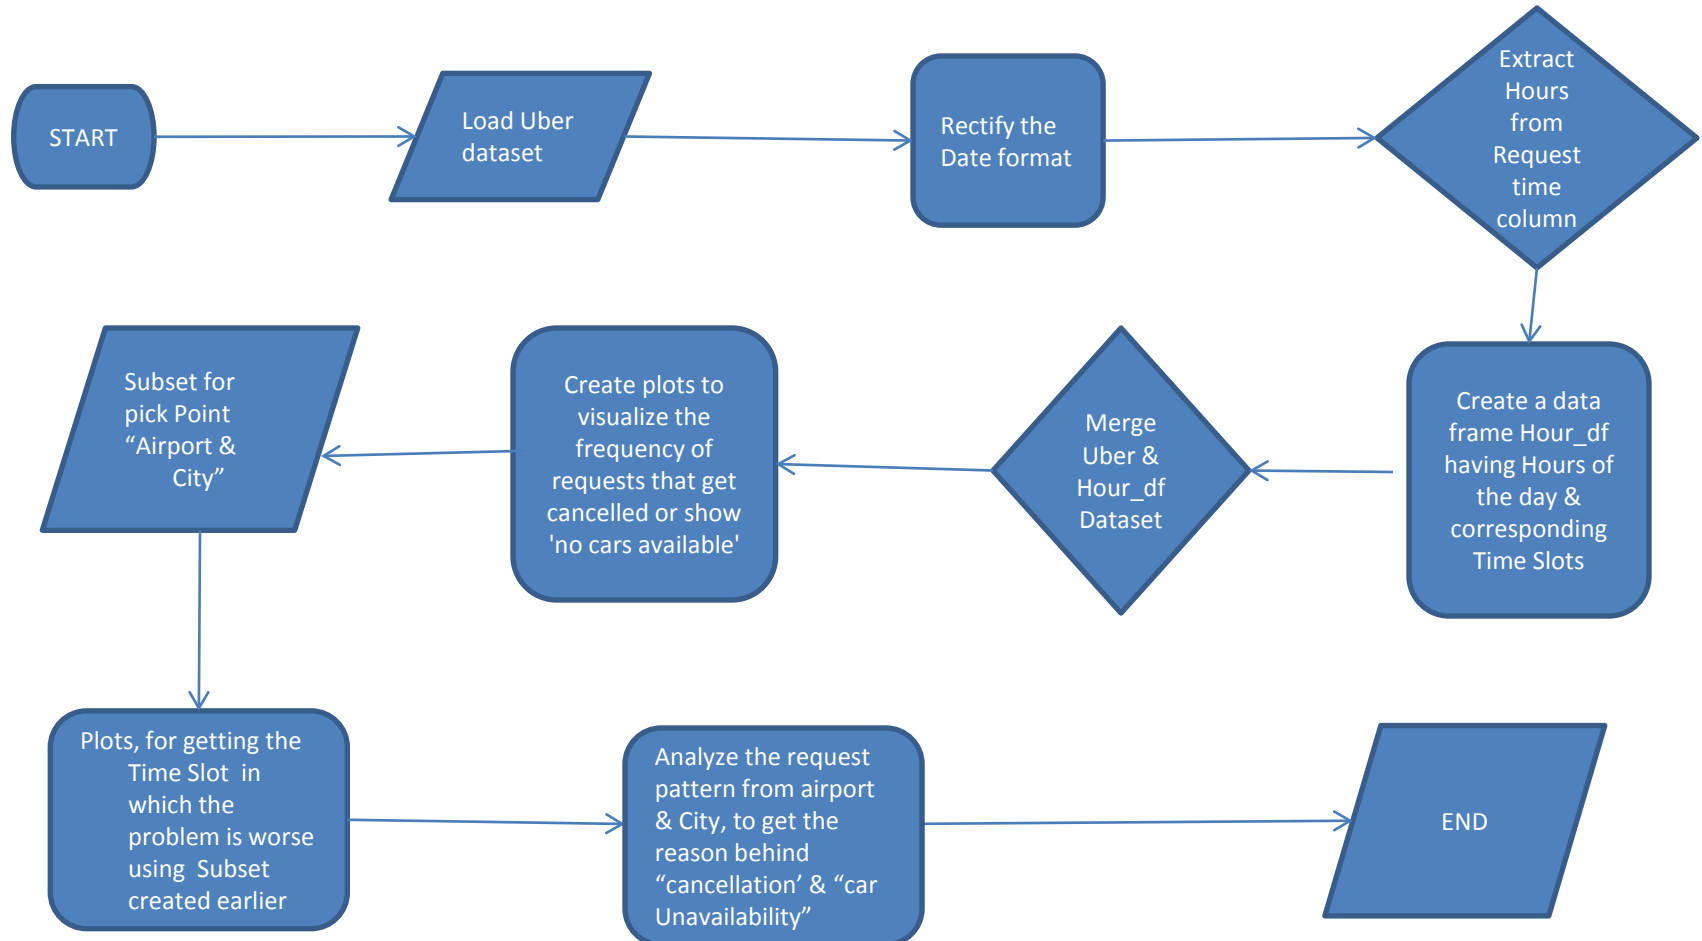 START
Load Uber
dataset
Rectify the
Date format
Extract
Hours
from
Request
time
column
Create a data
frame Hour_df
having Hours of
the day &
corresponding
Time Slots
Merge
Uber &
Hour_df
Dataset
Create plots to
visualize the
frequency of
requests that get
cancelled or show
'no cars available'
Subset for
pick Point
“Airport &
City”
Plots, for getting the
Time Slot in
which the
problem is worse
using Subset
created earlier
Analyze the request
pattern from airport
& City, to get the
reason behind
“cancellation’ & “car
Unavailability”
END